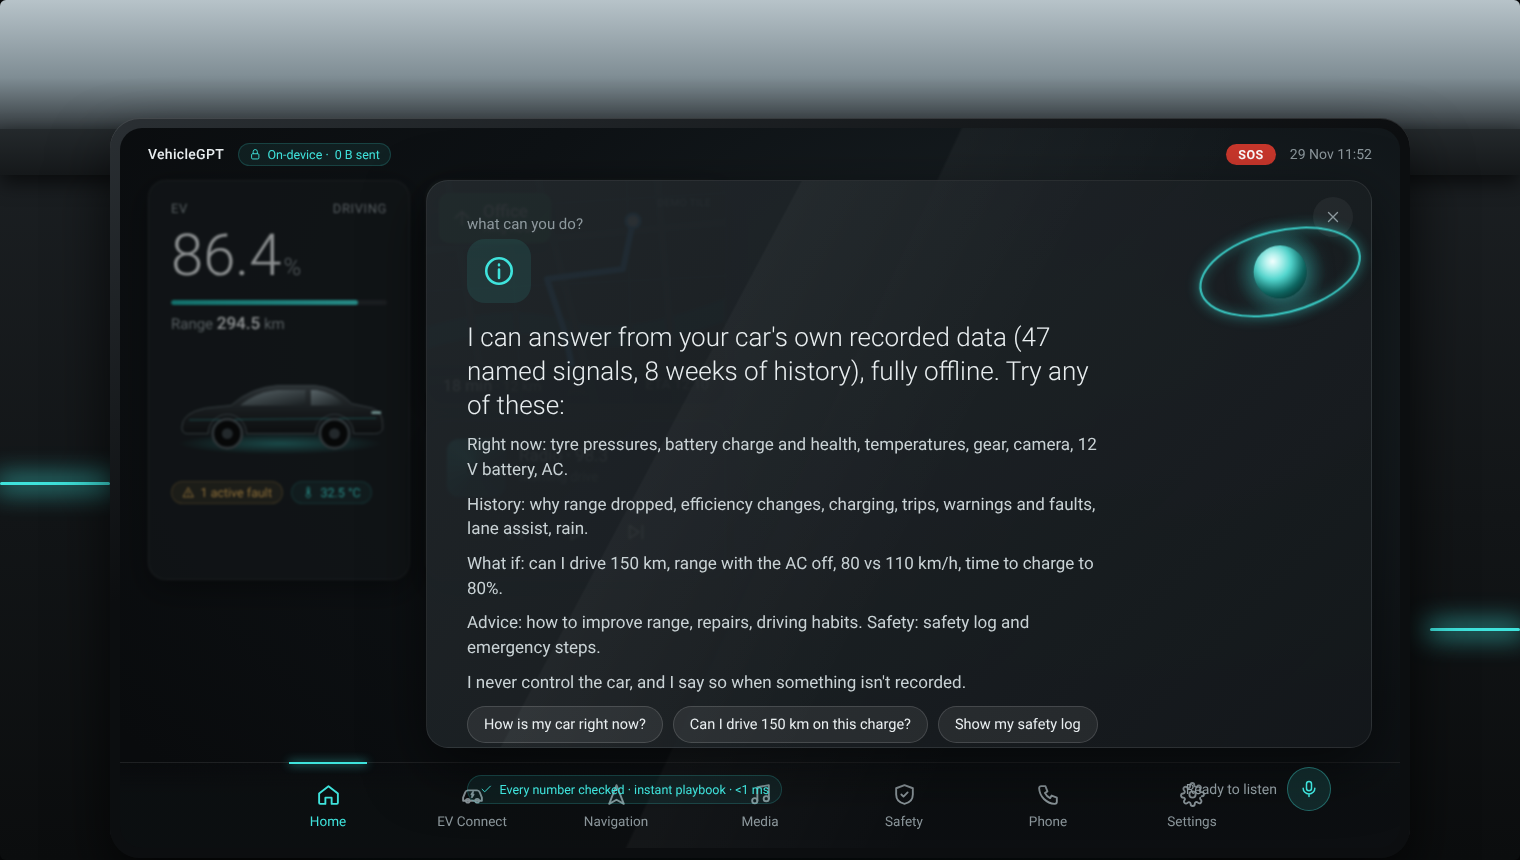 VehicleGPT
On-device · 0 B sent
SOS
29 Nov 11:52
EV
DRIVING
86.4%
Range 294.5 km
1 active fault
32.5 °C
what can you do?
I can answer from your car's own recorded data (47
named signals, 8 weeks of history), fully offline. Try any
of these:
Right now: tyre pressures, battery charge and health, temperatures, gear, camera, 12
V battery, AC.
History: why range dropped, efficiency changes, charging, trips, warnings and faults,
lane assist, rain.
What if: can I drive 150 km, range with the AC off, 80 vs 110 km/h, time to charge to
80%.
Advice: how to improve range, repairs, driving habits. Safety: safety log and
emergency steps.
I never control the car, and I say so when something isn't recorded.
How is my car right now?
Can I drive 150 km on this charge?
Show my safety log
Every number checked · instant playbook · <1 ms
Ready to listen
Home
EV Connect
Navigation
Media
Safety
Phone
Settings